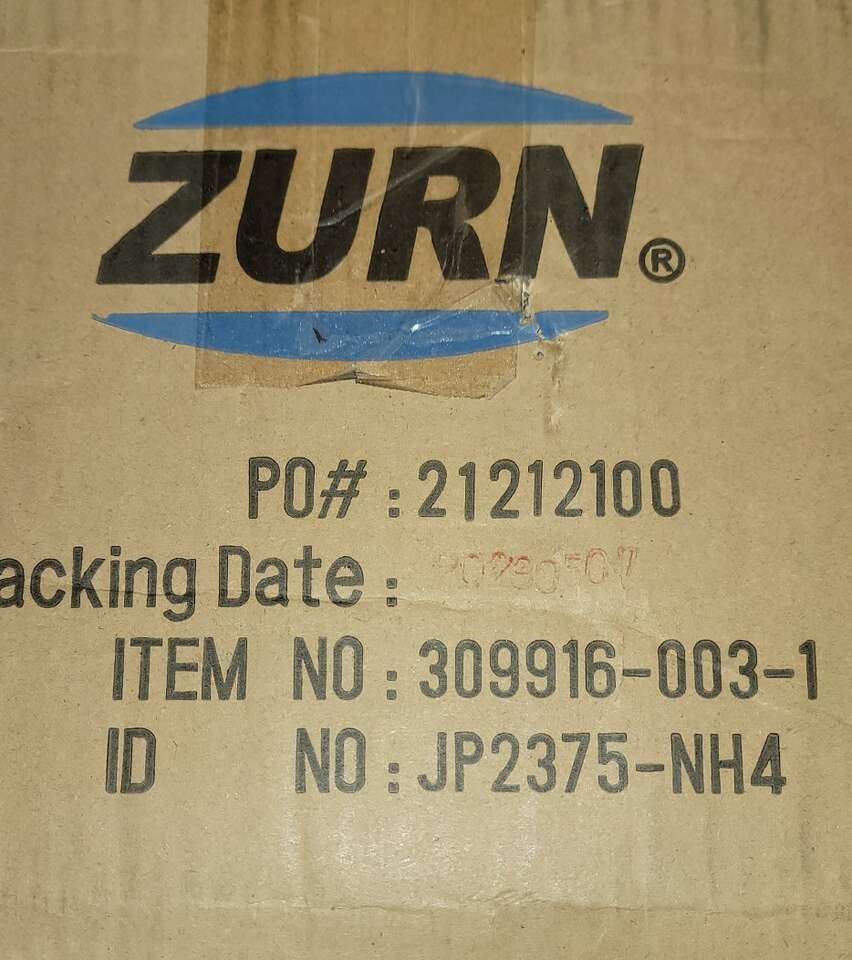 ZURN®
PO# : 21212100
acking Date :
ITEM NO : 309916-003-1
ID NO : JP2375-NH4